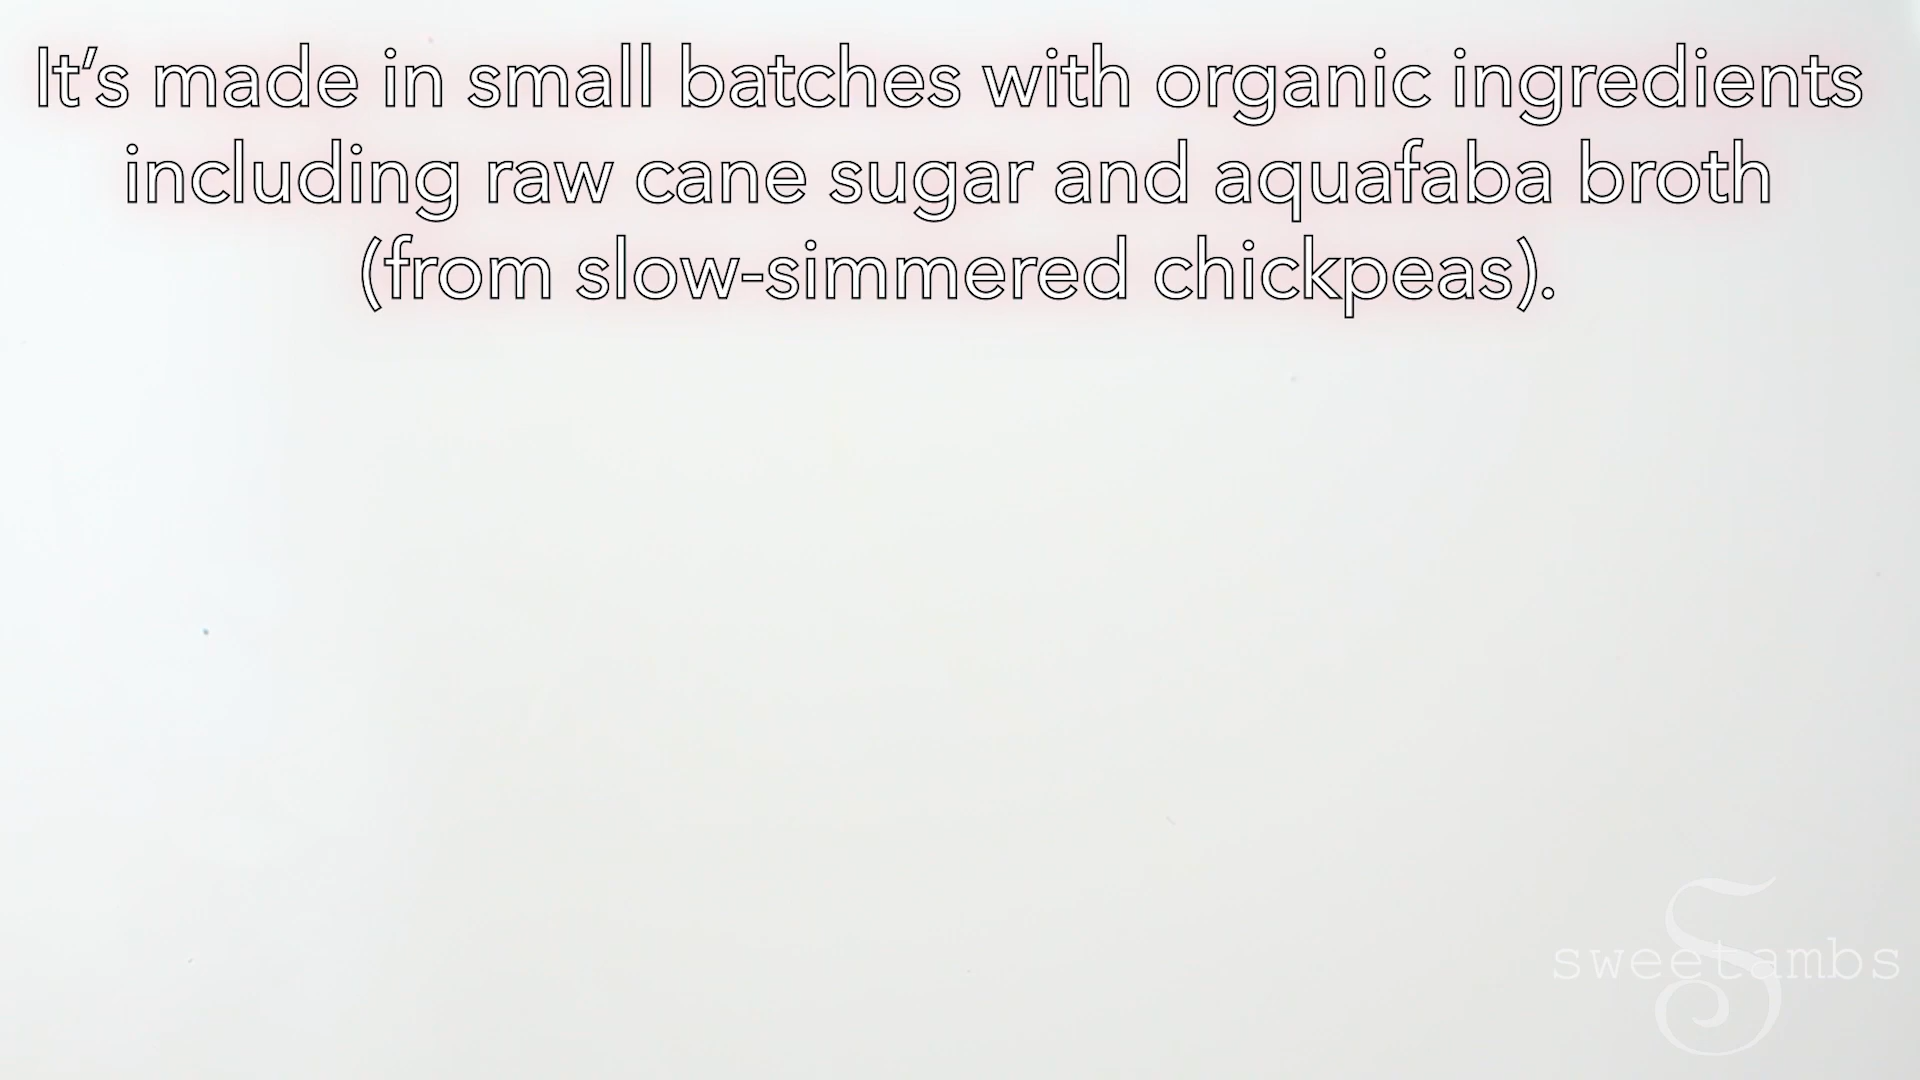 It’s made in small batches with organic ingredients
including raw cane sugar and aquafaba broth
(from slow-simmered chickpeas).
sweetambs